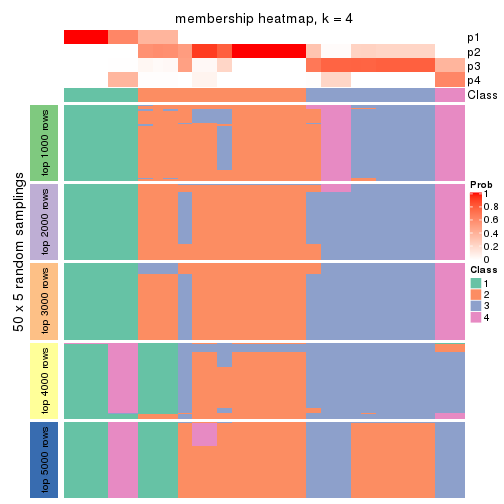 membership heatmap, k = 4
p1
p2
p3
p4
Class
50 x 5 random samplings
top 1000 rows
top 2000 rows
top 3000 rows
top 4000 rows
top 5000 rows
Prob
1
0.8
0.6
0.4
0.2
0
Class
1
2
3
4